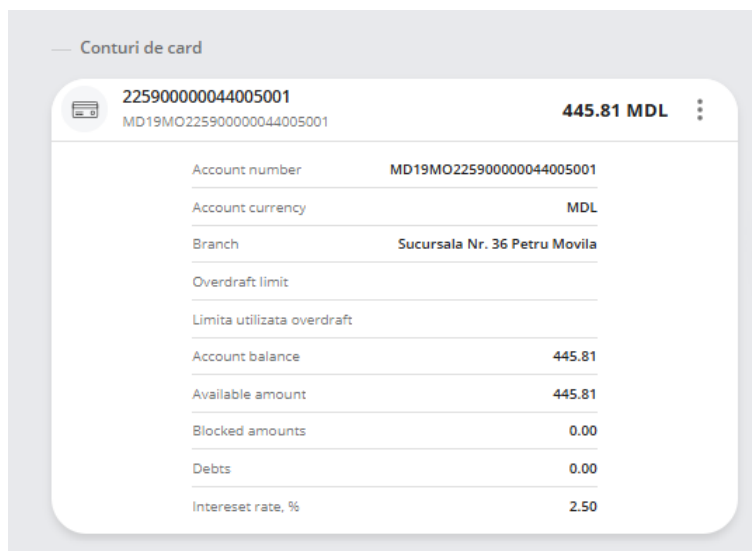 Conturi de card
225900000044005001
445.81 MDL
MD19MO225900000044005001
Account number MD19MO225900000044005001
Account currency MDL
Branch Sucursala Nr. 36 Petru Movila
Overdraft limit
Limita utilizata overdraft
Account balance 445.81
Available amount 445.81
Blocked amounts 0.00
Debts 0.00
Intereset rate, % 2.50